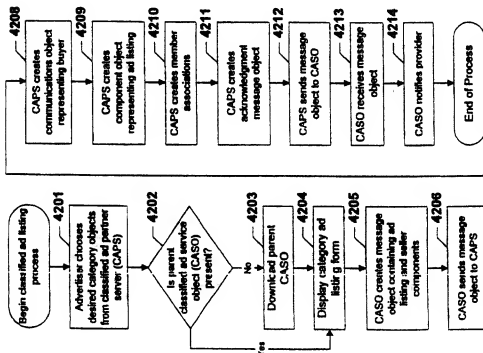 Begin classified ad listing
process
4201
Advertiser chooses
desired category objects
from classified ad partner
server (CAPS)
4202
Is parent
classified ad service
object (CASO)
present?
No
Yes
4203
Download parent
CASO
4204
Display category ad
listing form
4205
CASO creates message
object containing ad
listing and seller
components
4206
CASO sends message
object to CAPS
4208
CAPS creates
communications object
representing buyer
4209
CAPS creates
component object
representing ad listing
4210
CAPS creates member
associations
4211
CAPS creates
acknowledgment
message object
4212
CAPS sends message
object to CASO
4213
CASO receives message
object
4214
CASO notifies provider
End of Process